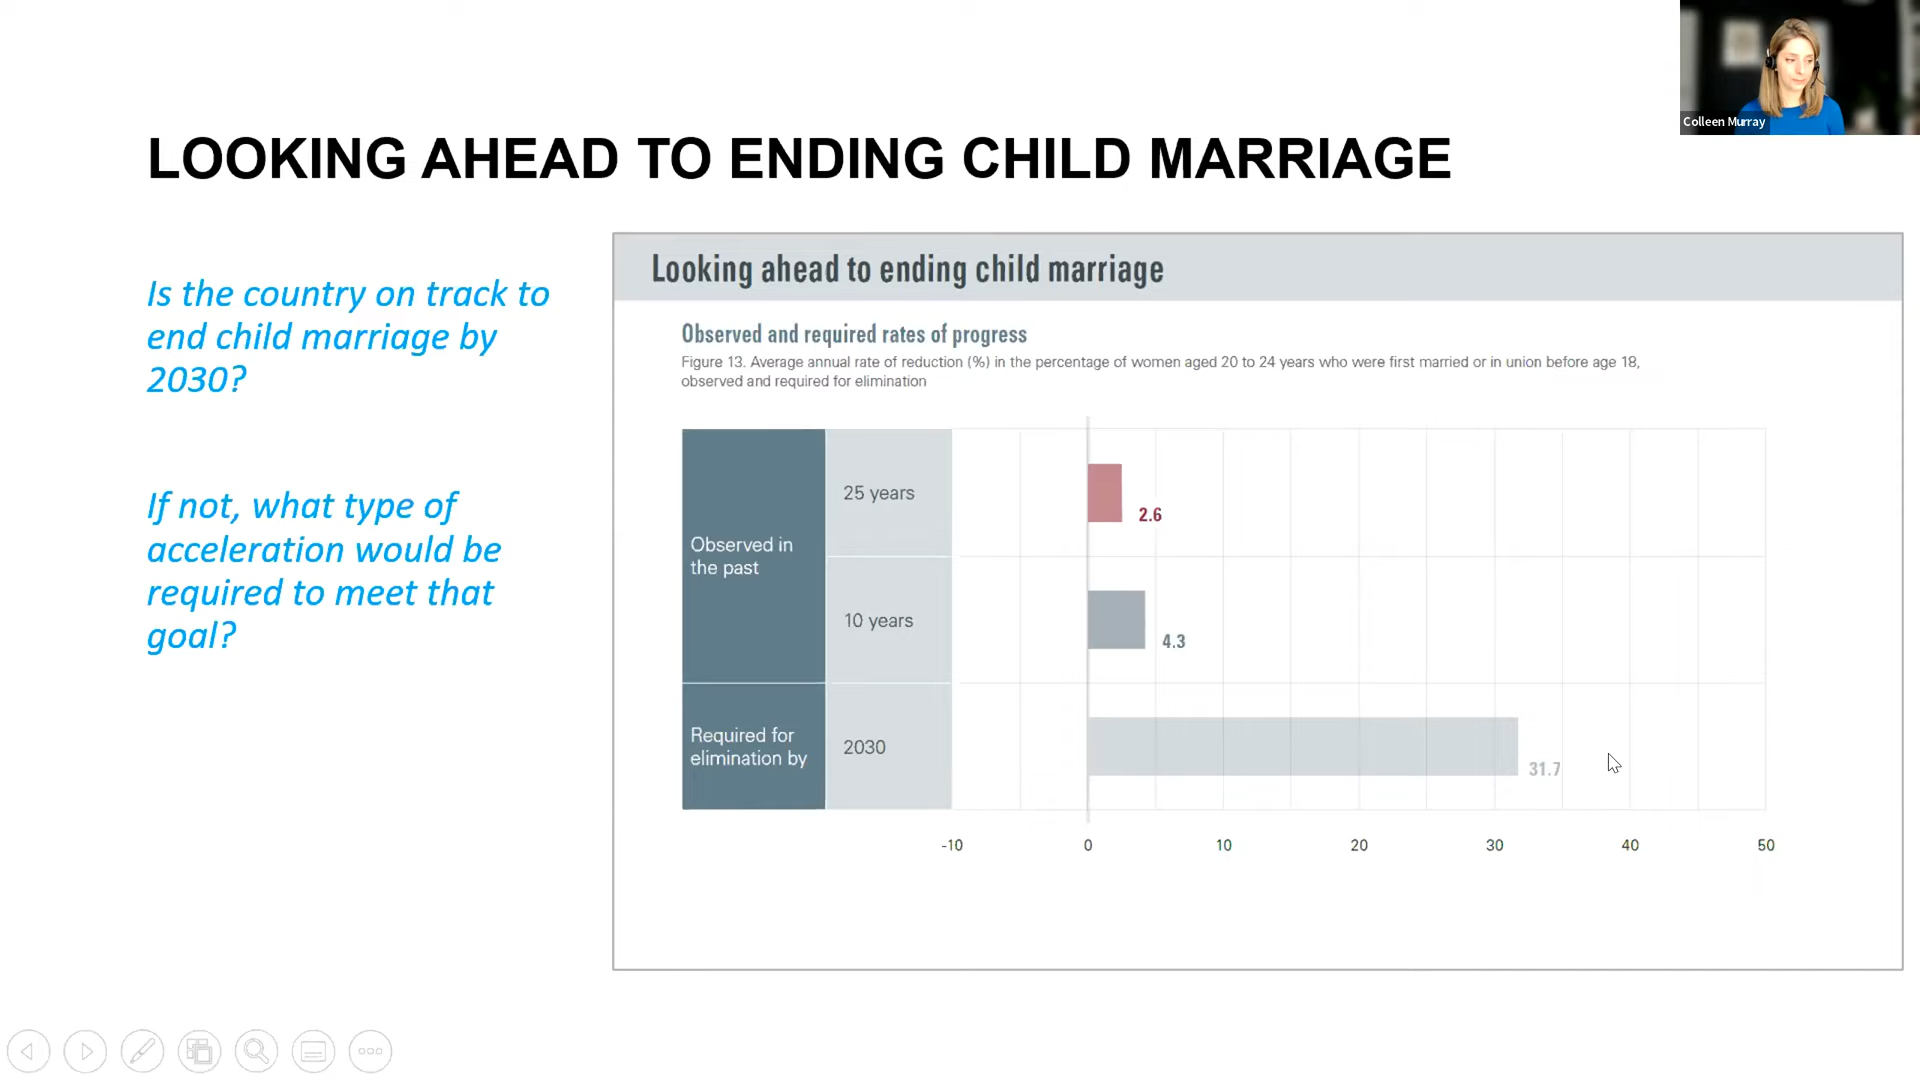 Colleen Murray
LOOKING AHEAD TO ENDING CHILD MARRIAGE
Is the country on track to
end child marriage by
2030?
If not, what type of
acceleration would be
required to meet that
goal?
Looking ahead to ending child marriage
Observed and required rates of progress
Figure 13. Average annual rate of reduction (%) in the percentage of women aged 20 to 24 years who were first married or in union before age 18,
observed and required for elimination
Observed in
the past
25 years
2.6
10 years
4.3
Required for
elimination by
2030
31.7
-10 0 10 20 30 40 50